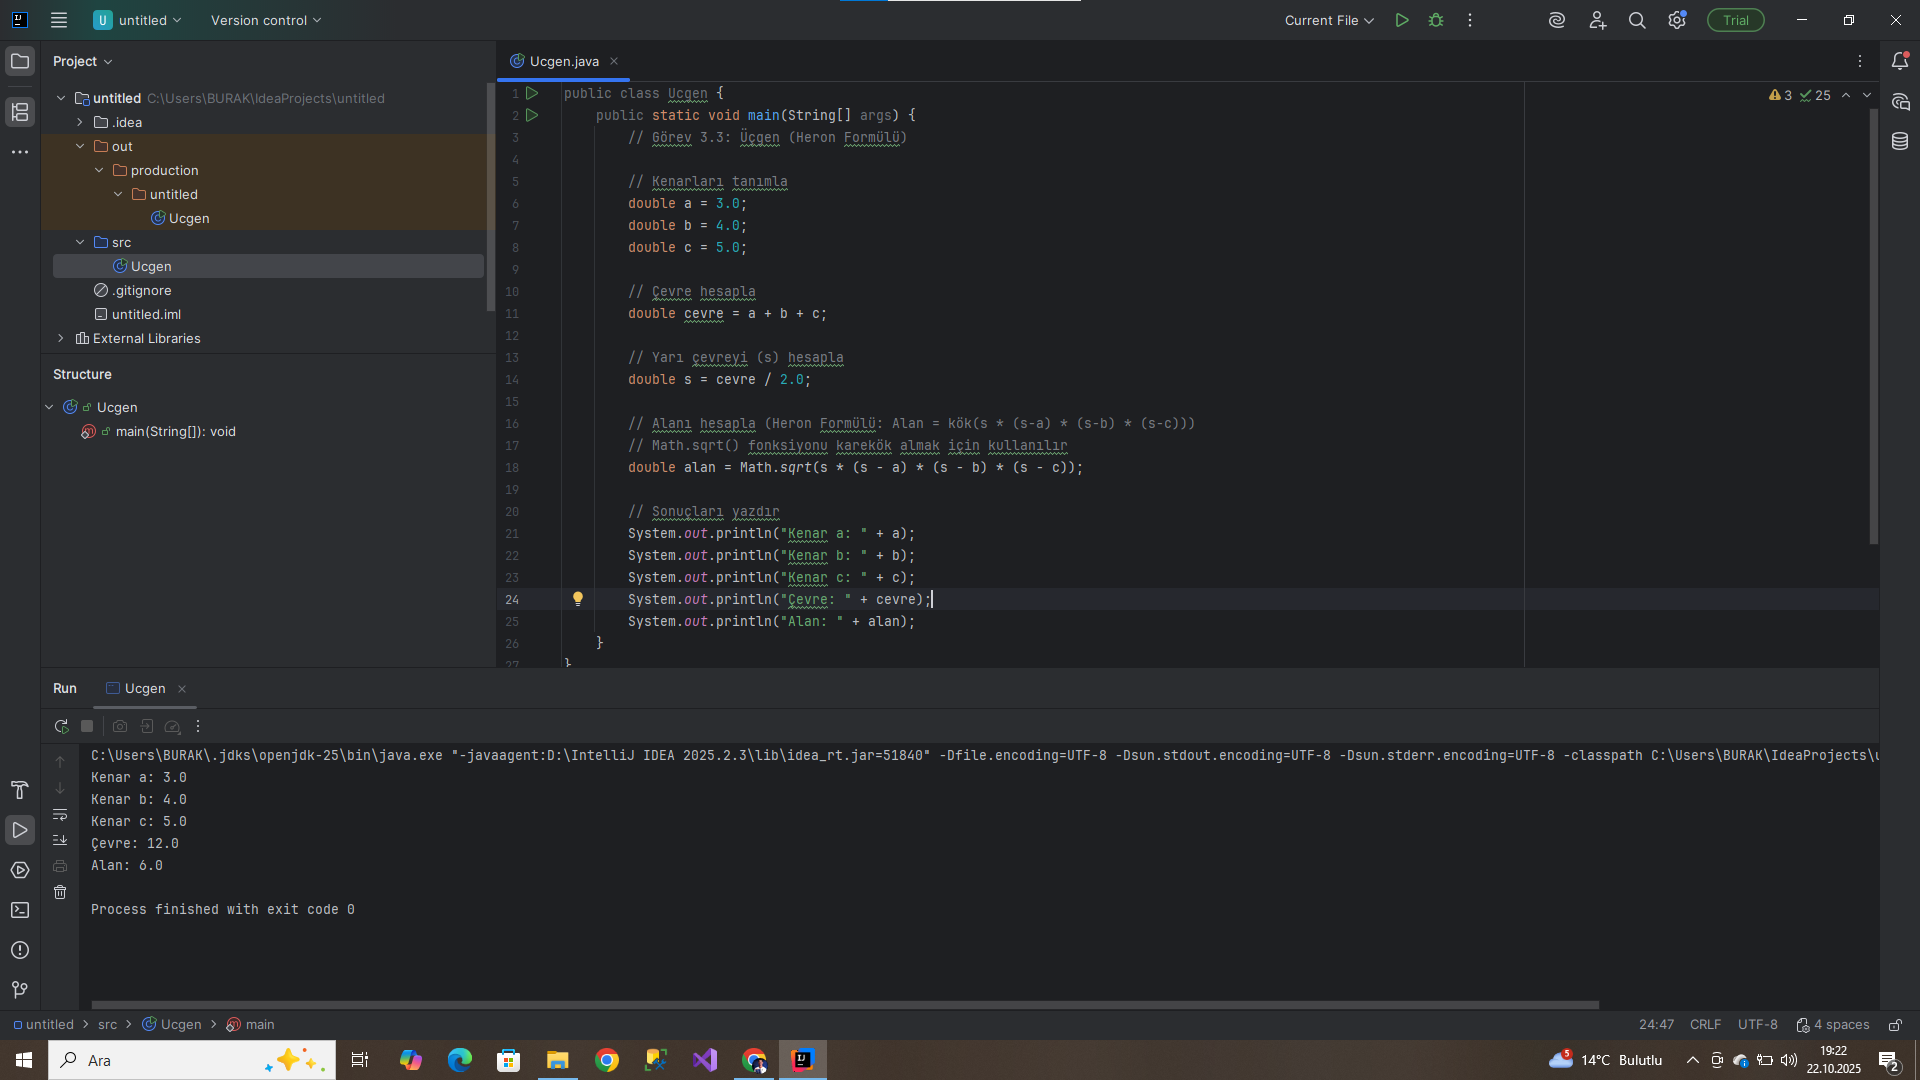 untitled
Version control
Current File
Trial
Project
untitled C:\Users\BURAK\IdeaProjects\untitled
.idea
out
production
untitled
Ucgen
src
Ucgen
.gitignore
untitled.iml
External Libraries
Structure
Ucgen
main(String[]): void
Ucgen.java
3 25
1 public class Ucgen {
2 public static void main(String[] args) {
3 // Görev 3.3: Üçgen (Heron Formülü)
4
5 // Kenarları tanımla
6 double a = 3.0;
7 double b = 4.0;
8 double c = 5.0;
9
10 // Çevre hesapla
11 double cevre = a + b + c;
12
13 // Yarı çevreyi (s) hesapla
14 double s = cevre / 2.0;
15
16 // Alanı hesapla (Heron Formülü: Alan = kök(s * (s-a) * (s-b) * (s-c)))
17 // Math.sqrt() fonksiyonu karekök almak için kullanılır
18 double alan = Math.sqrt(s * (s - a) * (s - b) * (s - c));
19
20 // Sonuçları yazdır
21 System.out.println("Kenar a: " + a);
22 System.out.println("Kenar b: " + b);
23 System.out.println("Kenar c: " + c);
24 System.out.println("Çevre: " + cevre);
25 System.out.println("Alan: " + alan);
26 }
27 }
Run Ucgen
C:\Users\BURAK\.jdks\openjdk-25\bin\java.exe "-javaagent:D:\IntelliJ IDEA 2025.2.3\lib\idea_rt.jar=51840" -Dfile.encoding=UTF-8 -Dsun.stdout.encoding=UTF-8 -Dsun.stderr.encoding=UTF-8 -classpath C:\Users\BURAK\IdeaProjects\
Kenar a: 3.0
Kenar b: 4.0
Kenar c: 5.0
Çevre: 12.0
Alan: 6.0
Process finished with exit code 0
untitled > src > Ucgen > main
24:47 CRLF UTF-8 4 spaces
Ara
5
14°C Bulutlu
19:22
22.10.2025
2